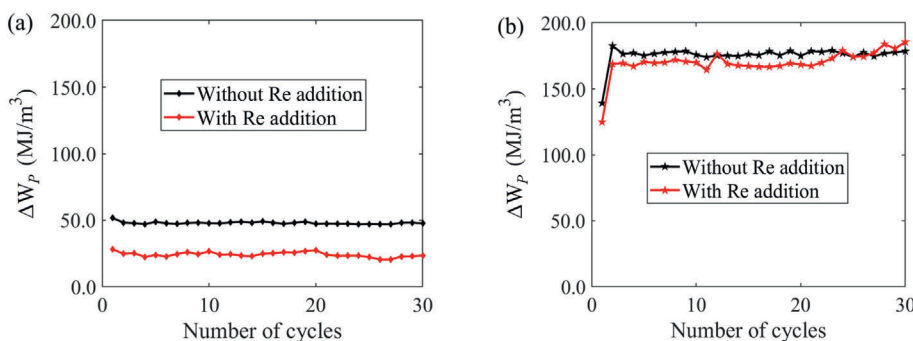 (a)
200.0
150.0
100.0
50.0
0.0
ΔW_P (MJ/m³)
Without Re addition
With Re addition
0
10
20
30
Number of cycles
(b)
200.0
150.0
100.0
50.0
0.0
ΔW_P (MJ/m³)
Without Re addition
With Re addition
0
10
20
30
Number of cycles